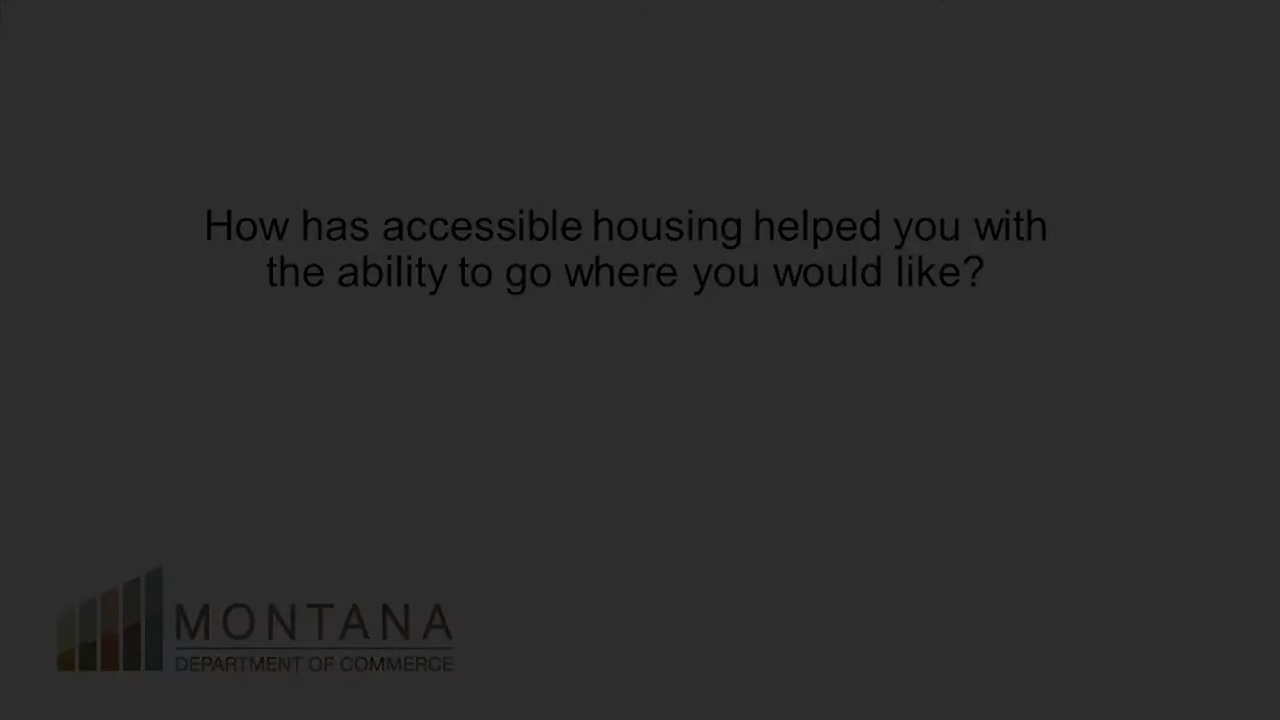 How has accessible housing helped you with
the ability to go where you would like?
MONTANA
DEPARTMENT OF COMMERCE